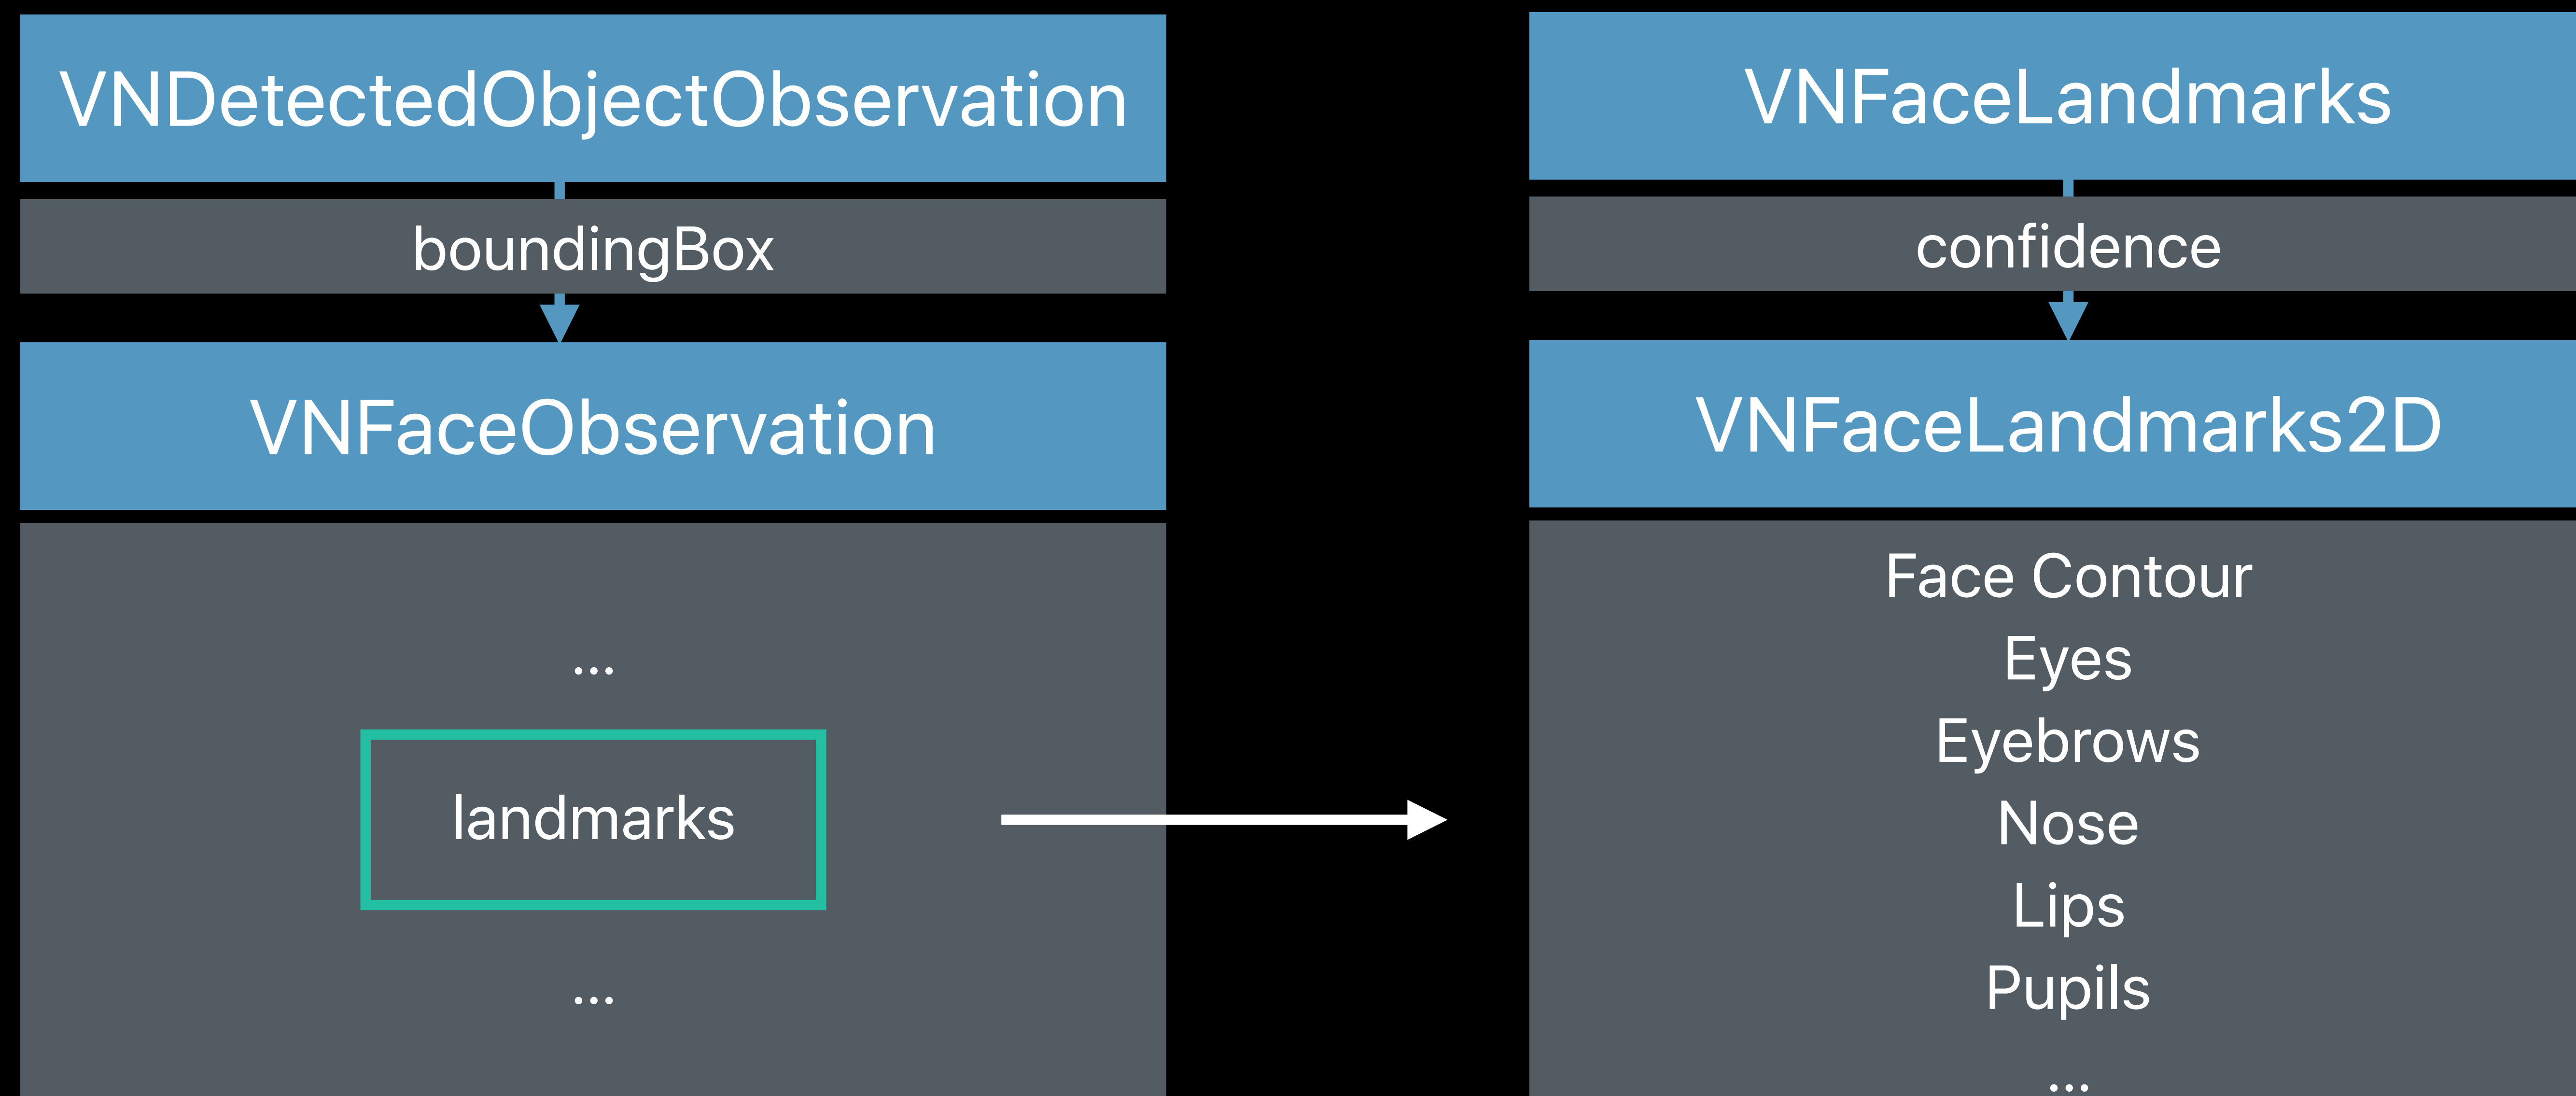 VNDetectedObjectObservation
boundingBox
VNFaceObservation
...
landmarks
...
VNFaceLandmarks
confidence
VNFaceLandmarks2D
Face Contour
Eyes
Eyebrows
Nose
Lips
Pupils
...